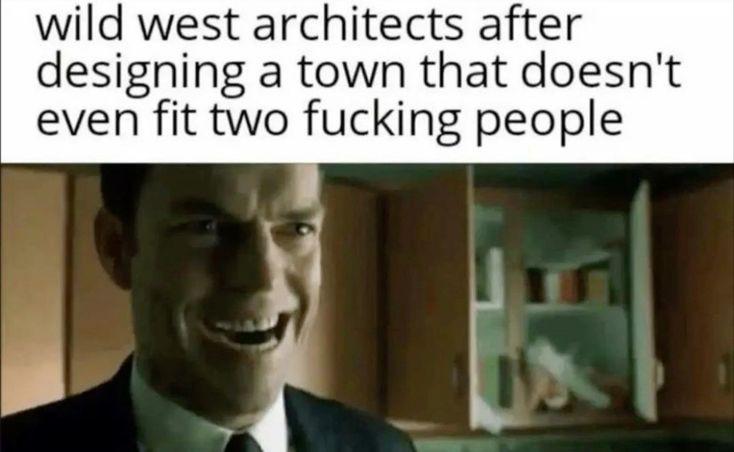 wild west architects after
designing a town that doesn't
even fit two fucking people